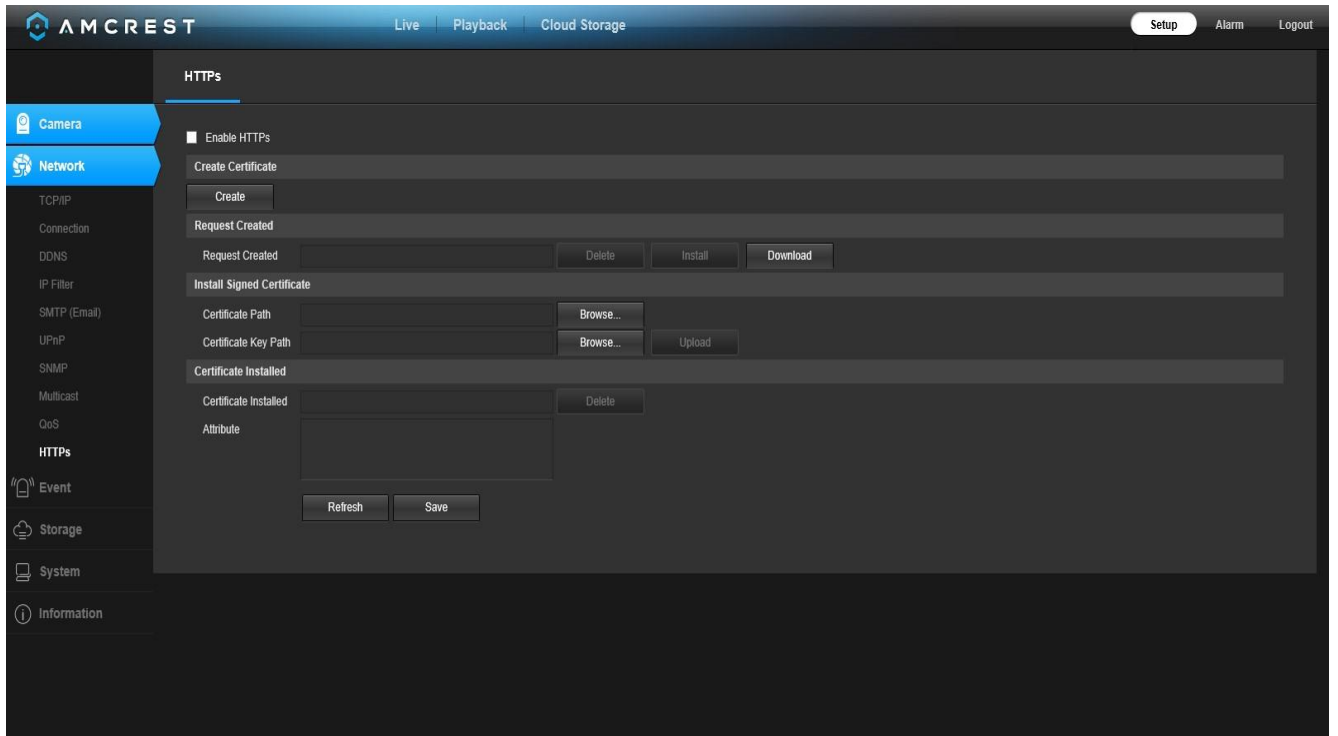 AMCREST Live Playback Cloud Storage Setup Alarm Logout
HTTPs
Camera
Enable HTTPs
Network
Create Certificate
TCP/IP
Create
Connection
Request Created
DDNS
Request Created Delete Install Download
IP Filter
Install Signed Certificate
SMTP (Email)
Certificate Path Browse...
UPnP
Certificate Key Path Browse... Upload
SNMP
Certificate Installed
Multicast
Certificate Installed Delete
QoS
Attribute
HTTPs
Event
Refresh Save
Storage
System
Information